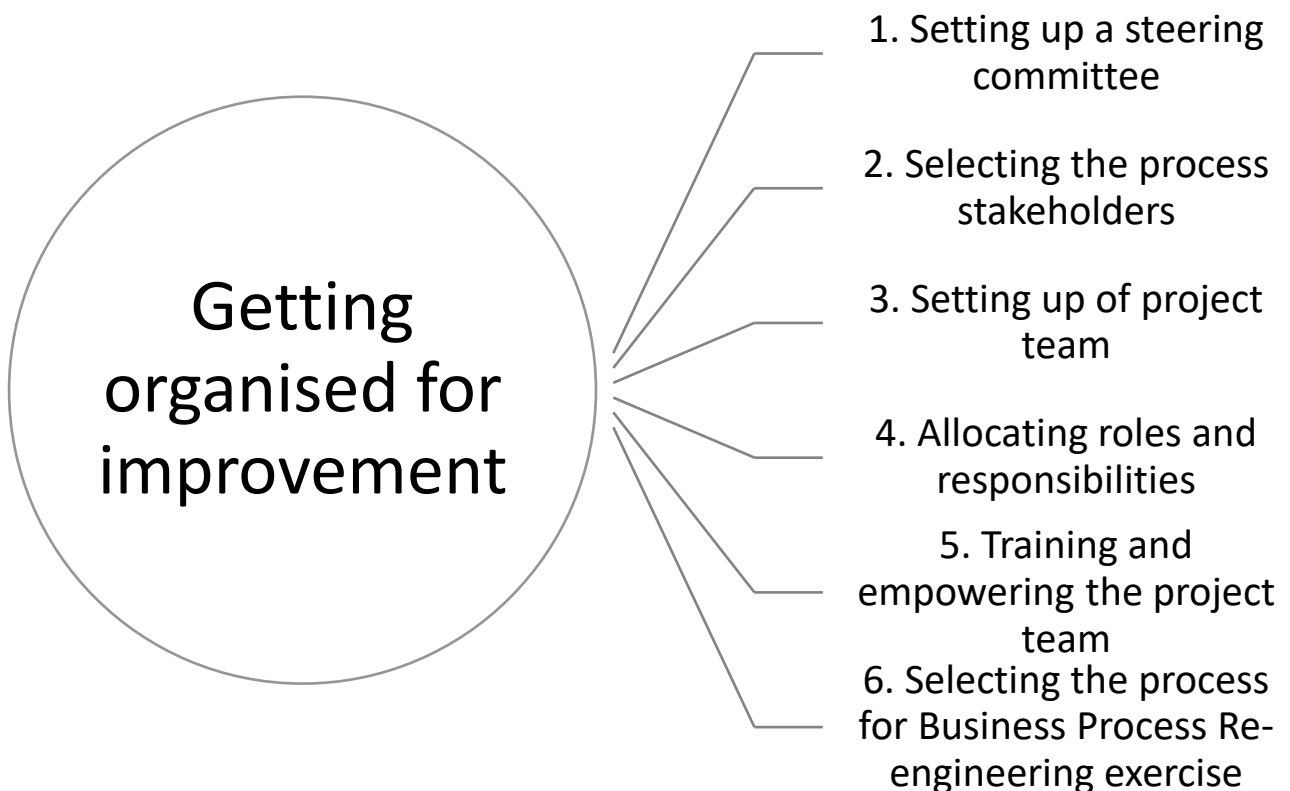 Getting
organised for
improvement
1. Setting up a steering
committee
2. Selecting the process
stakeholders
3. Setting up of project
team
4. Allocating roles and
responsibilities
5. Training and
empowering the project
team
6. Selecting the process
for Business Process Re-
engineering exercise